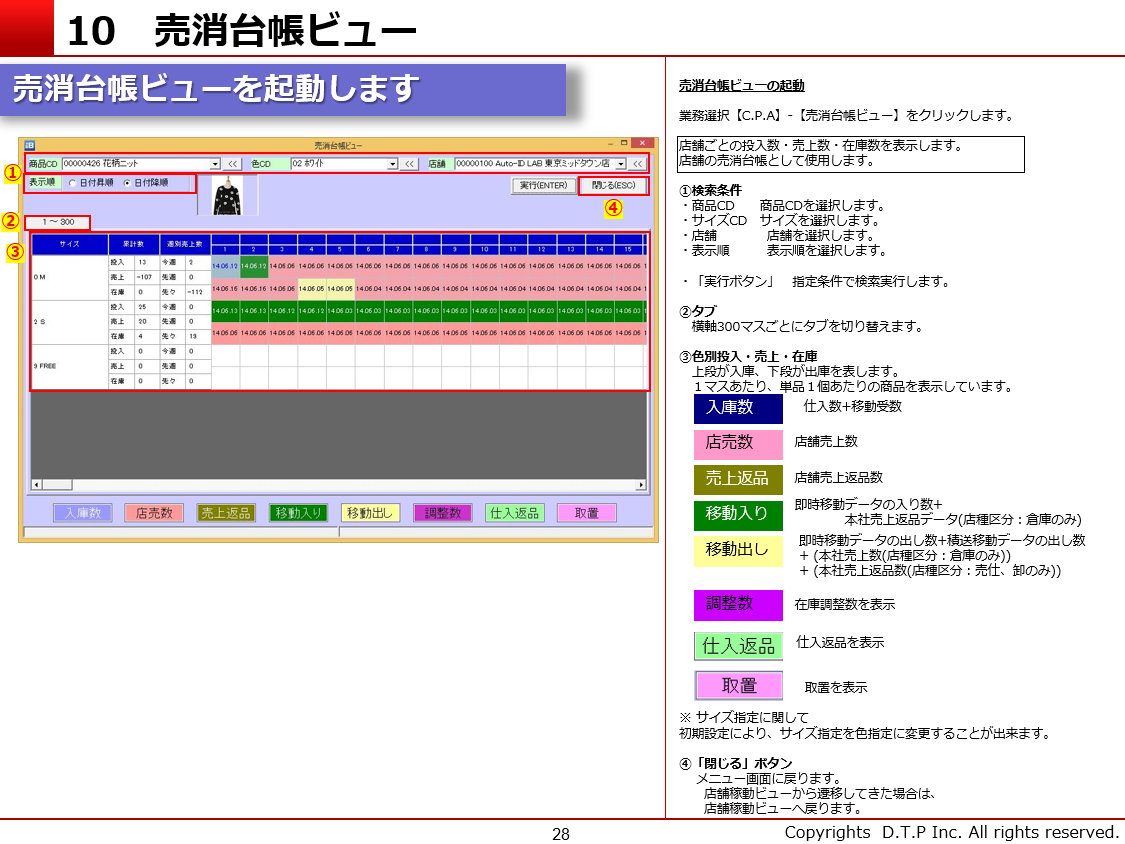 10 売消台帳ビュー
売消台帳ビューを起動します
売消台帳ビュー
① 商品CD 00000426 花柄ニット << 色CD 02 ホワイト << 店舗 00000100 Auto-ID LAB 東京ミッドタウン店 <<
表示順 日付昇順 日付降順
実行(ENTER) 閉じる(ESC)
④
② 1 ～ 300
③
サイズ 累計数 週別売上数
1 2 3 4 5 6 7 8 9 10 11 12 13 14 15
0 M
投入 13 今週 2
売上 -107 先週 0
在庫 0 先々 -112
14.06.12 14.06.12 14.06.06 14.06.06 14.06.06 14.06.06 14.06.06 14.06.06 14.06.06 14.06.06 14.06.06 14.06.06 14.06.06 14.06.06 14.06.06
14.06.16 14.06.16 14.06.06 14.06.05 14.06.05 14.06.04 14.06.04 14.06.04 14.06.04 14.06.04 14.06.04 14.06.04 14.06.04 14.06.04 14.06.04
2 S
投入 25 今週 0
売上 20 先週 0
在庫 4 先々 19
14.06.13 14.06.13 14.06.12 14.06.12 14.06.03 14.06.03 14.06.03 14.06.03 14.06.03 14.06.03 14.06.03 14.06.03 14.06.03 14.06.03 14.06.03
14.06.06 14.06.06 14.06.06 14.06.06 14.06.06 14.06.06 14.06.06 14.06.06 14.06.06 14.06.06 14.06.06 14.06.06 14.06.06 14.06.06 14.06.06
9 FREE
投入 0 今週 0
売上 0 先週 0
在庫 0 先々 0
入庫数 店売数 売上返品 移動入り 移動出し 調整数 仕入返品 取置
売消台帳ビューの起動
業務選択【C.P.A】-【売消台帳ビュー】をクリックします。
店舗ごとの投入数・売上数・在庫数を表示します。
店舗の売消台帳として使用します。
①検索条件
・商品CD 商品CDを選択します。
・サイズCD サイズを選択します。
・店舗 店舗を選択します。
・表示順 表示順を選択します。
・「実行ボタン」 指定条件で検索実行します。
②タブ
横軸300マスごとにタブを切り替えます。
③色別投入・売上・在庫
上段が入庫、下段が出庫を表します。
１マスあたり、単品１個あたりの商品を表示しています。
入庫数 仕入数+移動受数
店売数 店舗売上数
売上返品 店舗売上返品数
移動入り 即時移動データの入り数+
本社売上返品データ(店種区分：倉庫のみ)
移動出し 即時移動データの出し数+積送移動データの出し数
+ (本社売上数(店種区分：倉庫のみ))
+ (本社売上返品数(店種区分：売仕、卸のみ))
調整数 在庫調整数を表示
仕入返品 仕入返品を表示
取置 取置を表示
※ サイズ指定に関して
初期設定により、サイズ指定を色指定に変更することが出来ます。
④「閉じる」ボタン
メニュー画面に戻ります。
店舗稼動ビューから遷移してきた場合は、
店舗稼動ビューへ戻ります。
28
Copyrights D.T.P Inc. All rights reserved.